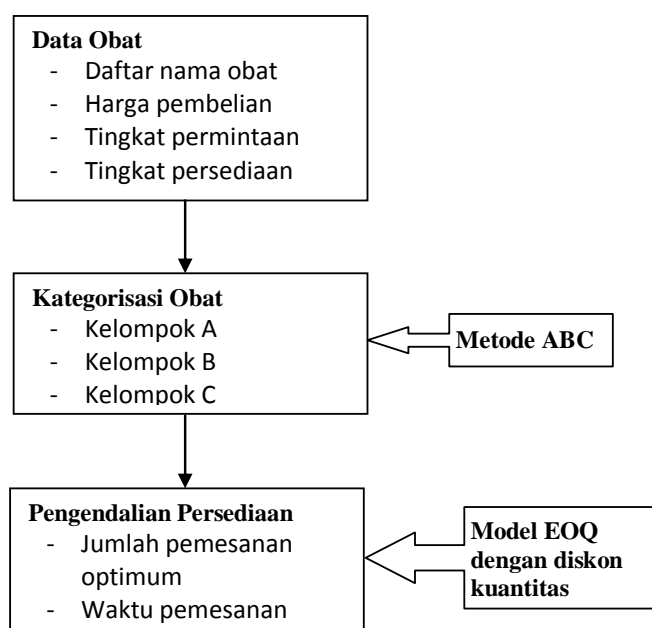 Data Obat
- Daftar nama obat
- Harga pembelian
- Tingkat permintaan
- Tingkat persediaan
Kategorisasi Obat
- Kelompok A
- Kelompok B
- Kelompok C
Metode ABC
Pengendalian Persediaan
- Jumlah pemesanan
optimum
- Waktu pemesanan
Model EOQ
dengan diskon
kuantitas